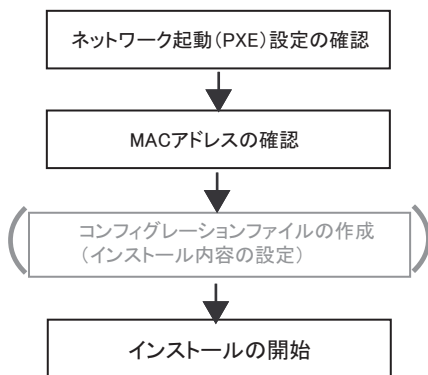 ネットワーク起動(PXE)設定の確認
MACアドレスの確認
コンフィグレーションファイルの作成
(インストール内容の設定)
インストールの開始